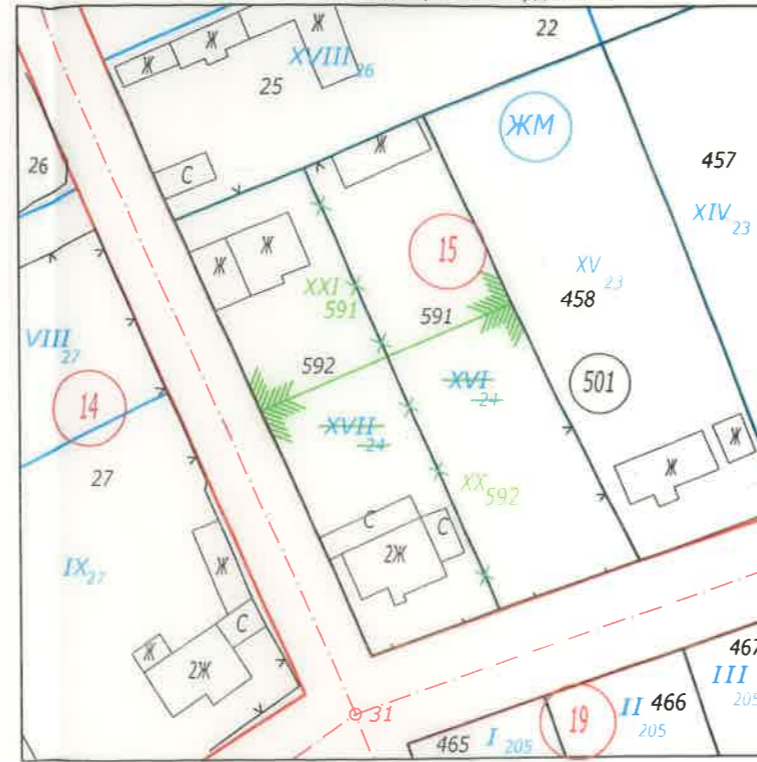 22
Ж Ж Ж
XVIII 26
25
ЖМ
26
С
Ж
457
XIV 23
15
Ж Ж
XV 23
458
XXI 591
591
VIII 27
592
14
XVI 24
501
XVII 24
27
Ж Ж
XX 592
С
С
2Ж
IX 27
Ж
С
Ж
2Ж
467
III 205
31
19
II 205
466
465
I 205